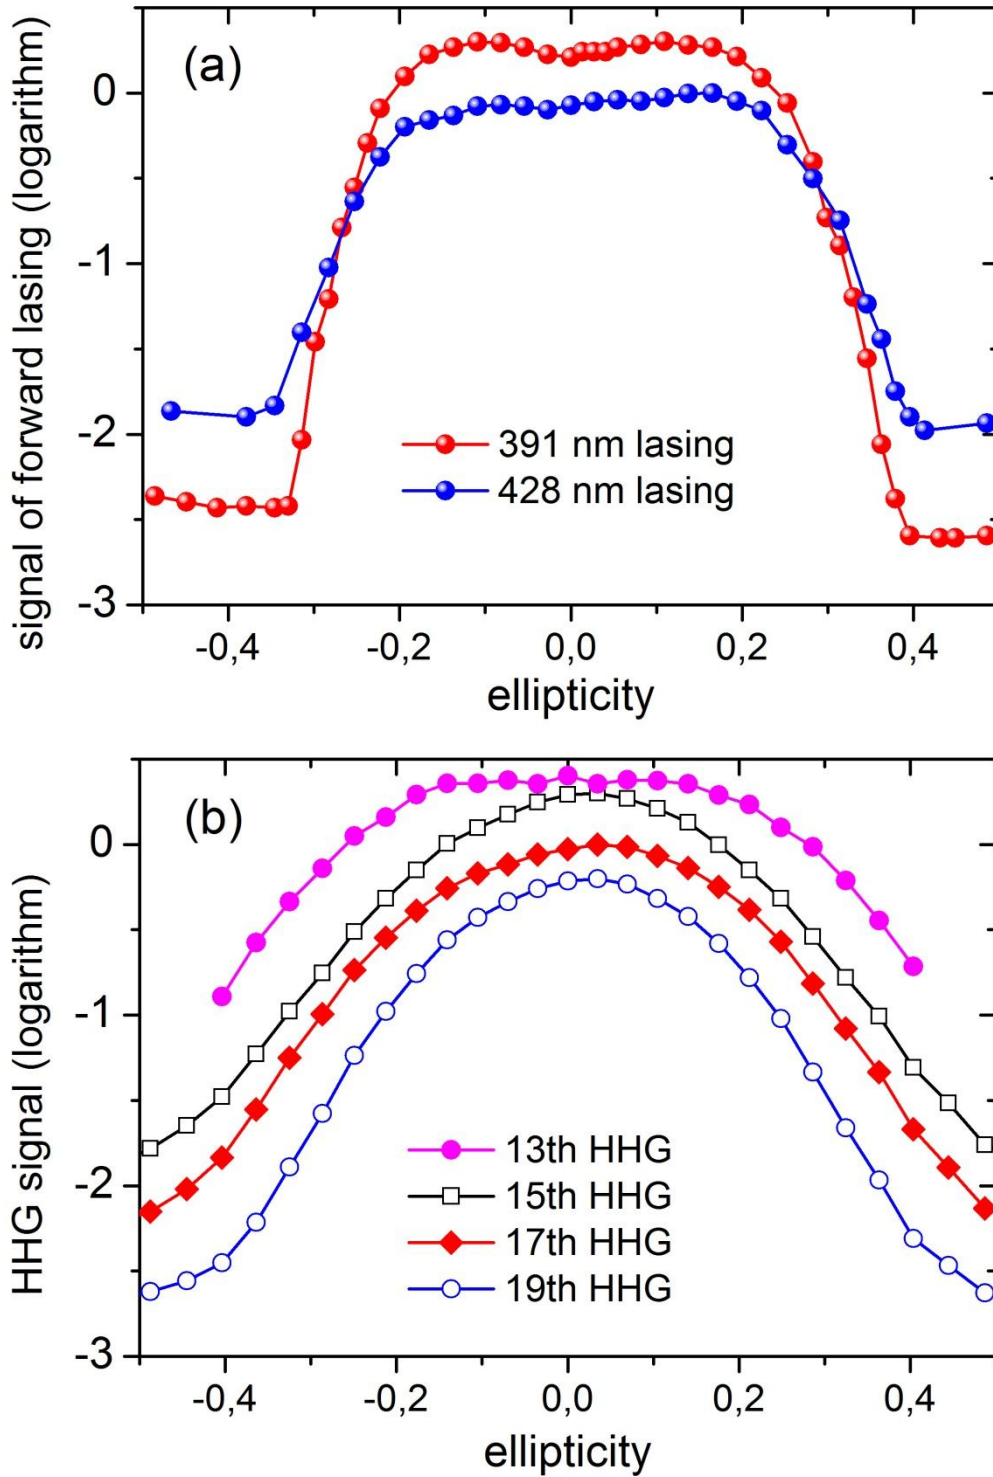 (a)
signal of forward lasing (logarithm)
0
-1
-2
-3
391 nm lasing
428 nm lasing
-0,4
-0,2
0,0
0,2
0,4
ellipticity
(b)
HHG signal (logarithm)
0
-1
-2
-3
13th HHG
15th HHG
17th HHG
19th HHG
-0,4
-0,2
0,0
0,2
0,4
ellipticity